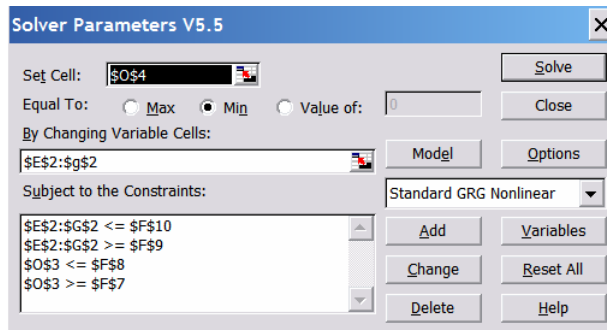 Solver Parameters V5.5
Set Cell: $O$4 Solve
Equal To: Max Min Value of: 0 Close
By Changing Variable Cells:
$E$2:$g$2 Model Options
Subject to the Constraints: Standard GRG Nonlinear
$E$2:$G$2 <= $F$10 Add Variables
$E$2:$G$2 >= $F$9
$O$3 <= $F$8 Change Reset All
$O$3 >= $F$7
Delete Help